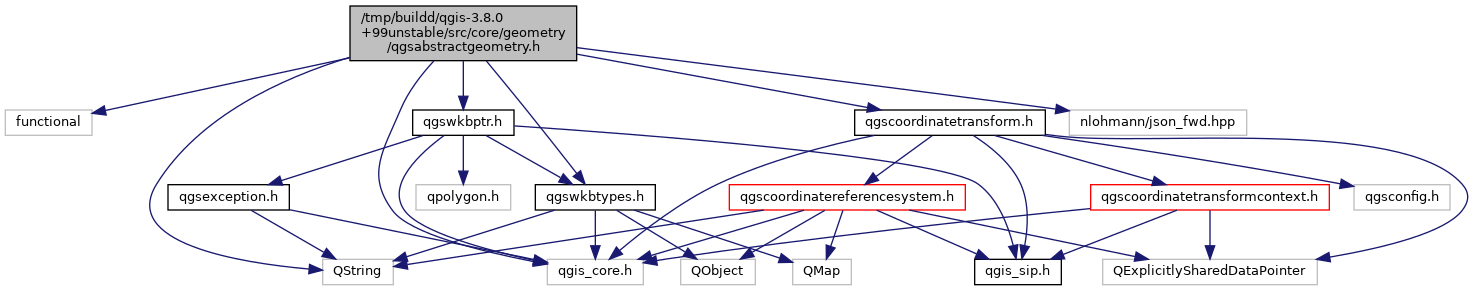 /tmp/buildd/qgis-3.8.0
+99unstable/src/core/geometry
/qgsabstractgeometry.h
functional
qgswkbptr.h
qgscoordinatetransform.h
nlohmann/json_fwd.hpp
qgsexception.h
qpolygon.h
qgswkbtypes.h
qgscoordinatereferencesystem.h
qgscoordinatetransformcontext.h
qgsconfig.h
QString
qgis_core.h
QObject
QMap
qgis_sip.h
QExplicitlySharedDataPointer